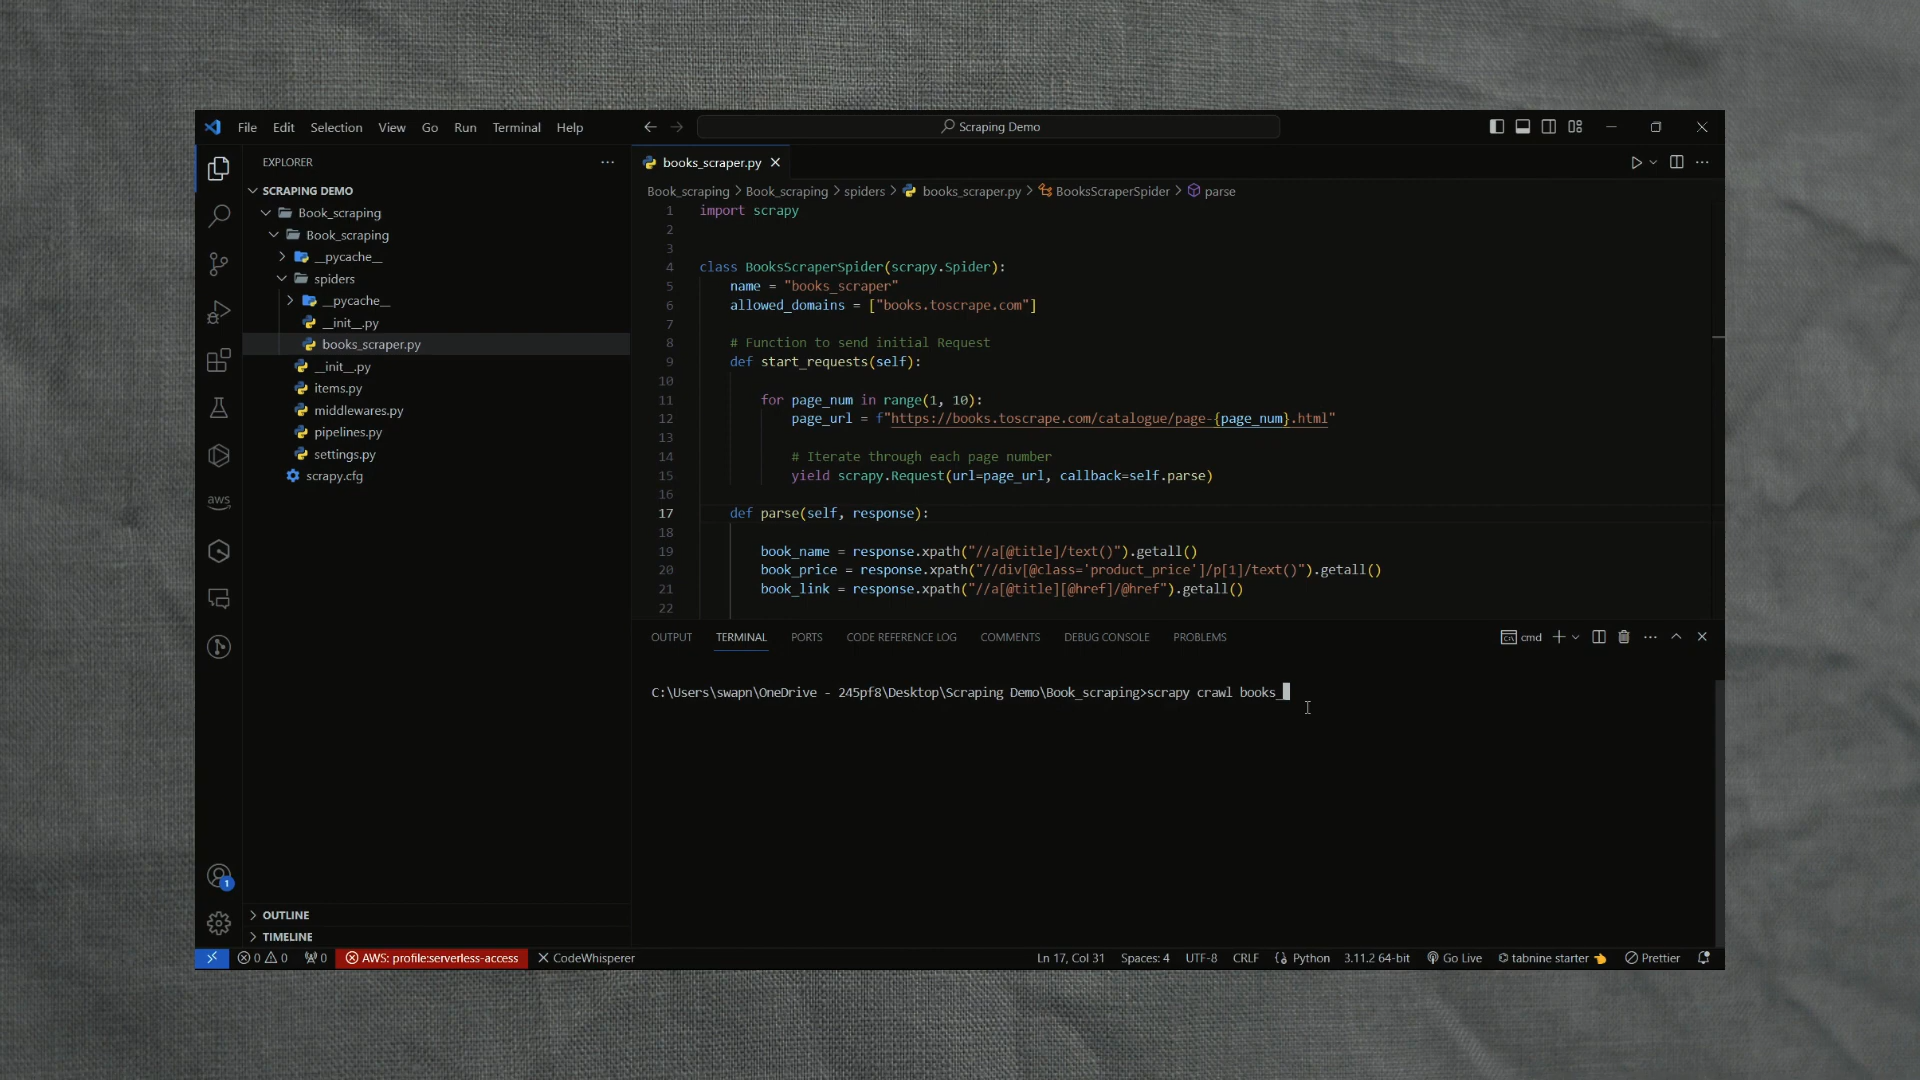 File Edit Selection View Go Run Terminal Help
Scraping Demo
EXPLORER
SCRAPING DEMO
Book_scraping
Book_scraping
__pycache__
spiders
__pycache__
__init__.py
books_scraper.py
__init__.py
items.py
middlewares.py
pipelines.py
settings.py
scrapy.cfg
aws
1
OUTLINE
TIMELINE
books_scraper.py
Book_scraping > Book_scraping > spiders > books_scraper.py > BooksScraperSpider > parse
1 import scrapy
2
3
4 class BooksScraperSpider(scrapy.Spider):
5 name = "books_scraper"
6 allowed_domains = ["books.toscrape.com"]
7
8 # Function to send initial Request
9 def start_requests(self):
10
11 for page_num in range(1, 10):
12 page_url = f"https://books.toscrape.com/catalogue/page-{page_num}.html"
13
14 # Iterate through each page number
15 yield scrapy.Request(url=page_url, callback=self.parse)
16
17 def parse(self, response):
18
19 book_name = response.xpath("//a[@title]/text()").getall()
20 book_price = response.xpath("//div[@class='product_price']/p[1]/text()").getall()
21 book_link = response.xpath("//a[@title][@href]/@href").getall()
22
OUTPUT TERMINAL PORTS CODE REFERENCE LOG COMMENTS DEBUG CONSOLE PROBLEMS
cmd
C:\Users\swapn\OneDrive - 245pf8\Desktop\Scraping Demo\Book_scraping>scrapy crawl books_
0 0 0 AWS: profile:serverless-access CodeWhisperer
Ln 17, Col 31 Spaces: 4 UTF-8 CRLF Python 3.11.2 64-bit Go Live tabnine starter Prettier